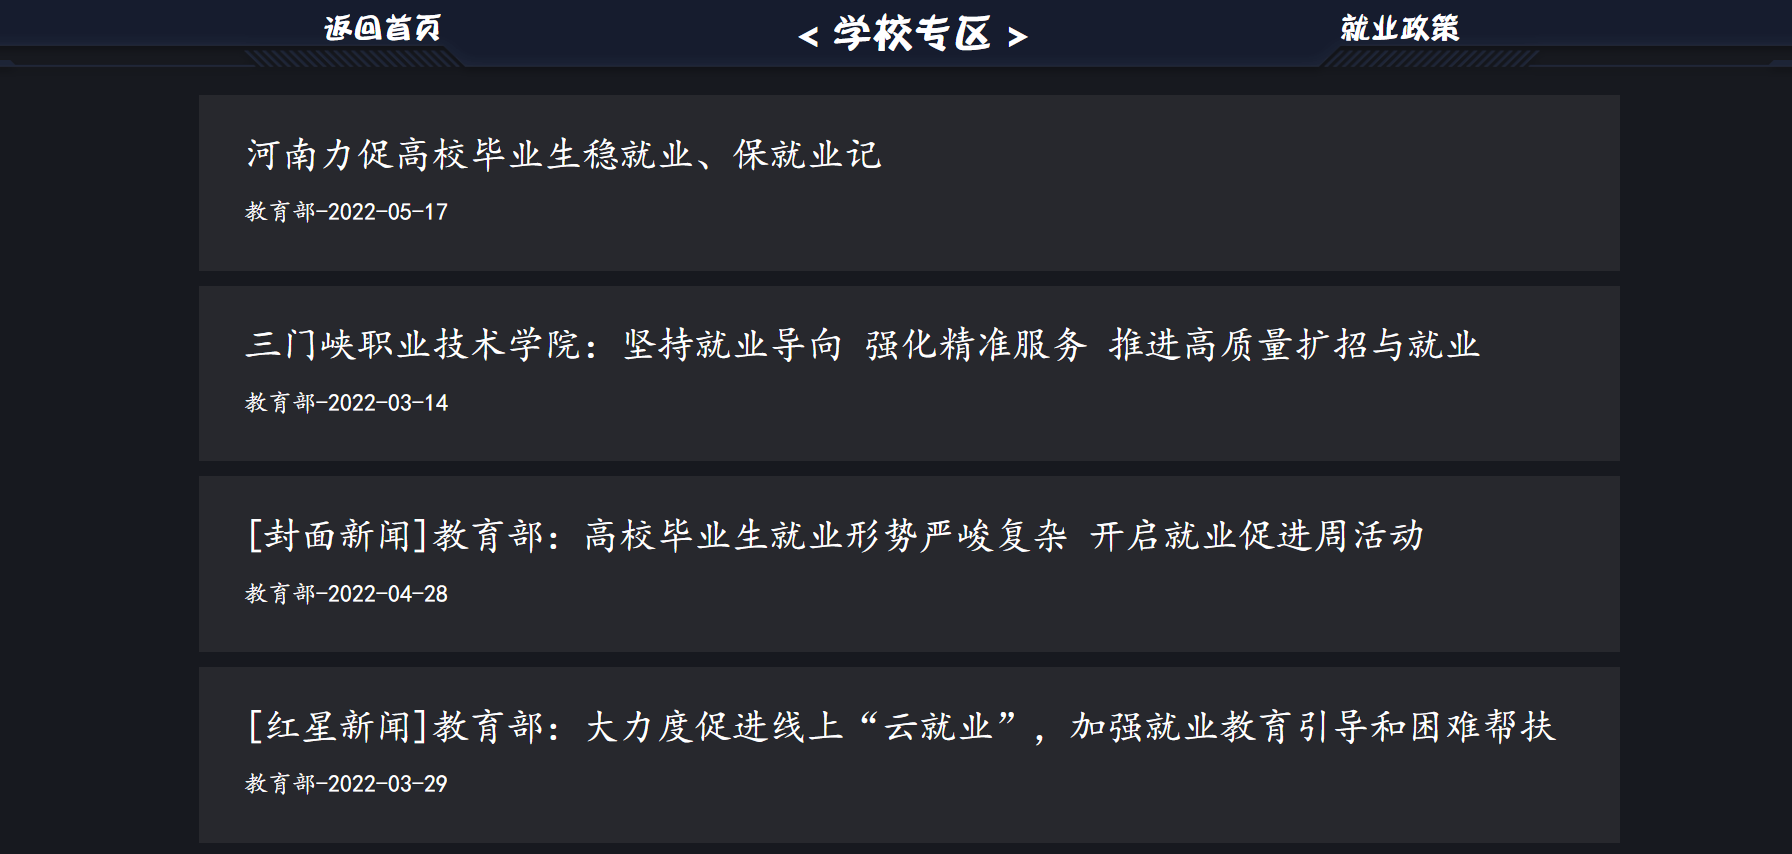 返回首页
< 学校专区 >
就业政策
河南力促高校毕业生稳就业、保就业记
教育部-2022-05-17
三门峡职业技术学院：坚持就业导向 强化精准服务 推进高质量扩招与就业
教育部-2022-03-14
[封面新闻]教育部：高校毕业生就业形势严峻复杂 开启就业促进周活动
教育部-2022-04-28
[红星新闻]教育部：大力度促进线上“云就业”，加强就业教育引导和困难帮扶
教育部-2022-03-29